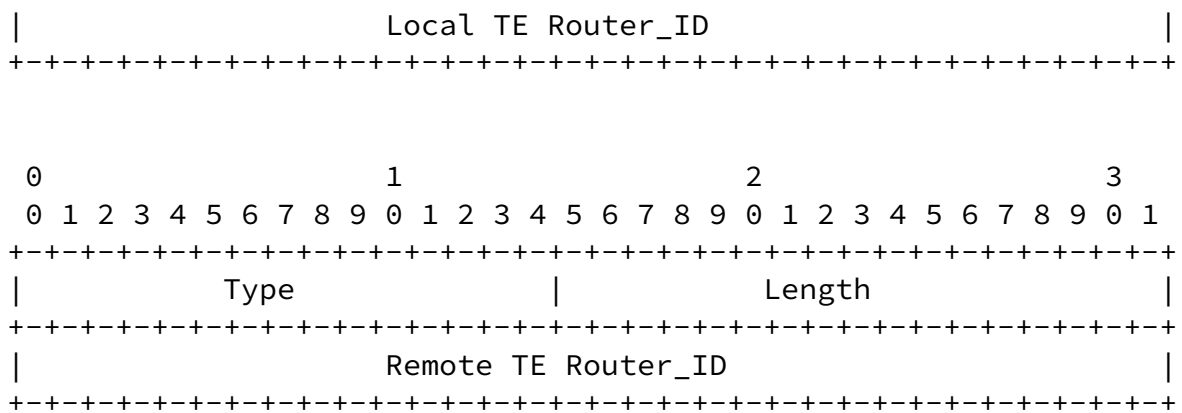 |                     Local TE Router_ID                        |
+-+-+-+-+-+-+-+-+-+-+-+-+-+-+-+-+-+-+-+-+-+-+-+-+-+-+-+-+-+-+-+-+
 0                   1                   2                   3
 0 1 2 3 4 5 6 7 8 9 0 1 2 3 4 5 6 7 8 9 0 1 2 3 4 5 6 7 8 9 0 1
+-+-+-+-+-+-+-+-+-+-+-+-+-+-+-+-+-+-+-+-+-+-+-+-+-+-+-+-+-+-+-+-+
|           Type              |           Length                |
+-+-+-+-+-+-+-+-+-+-+-+-+-+-+-+-+-+-+-+-+-+-+-+-+-+-+-+-+-+-+-+-+
|                    Remote TE Router_ID                        |
+-+-+-+-+-+-+-+-+-+-+-+-+-+-+-+-+-+-+-+-+-+-+-+-+-+-+-+-+-+-+-+-+